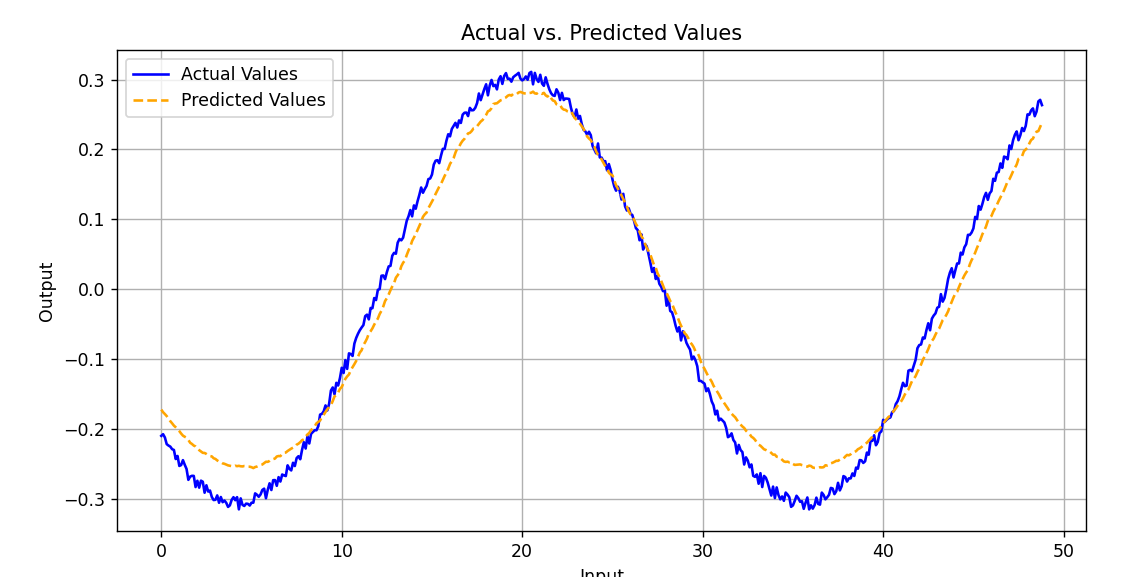 Actual vs. Predicted Values
Actual Values
Predicted Values
0.3
0.2
0.1
0.0
−0.1
−0.2
−0.3
Output
0 10 20 30 40 50
Input